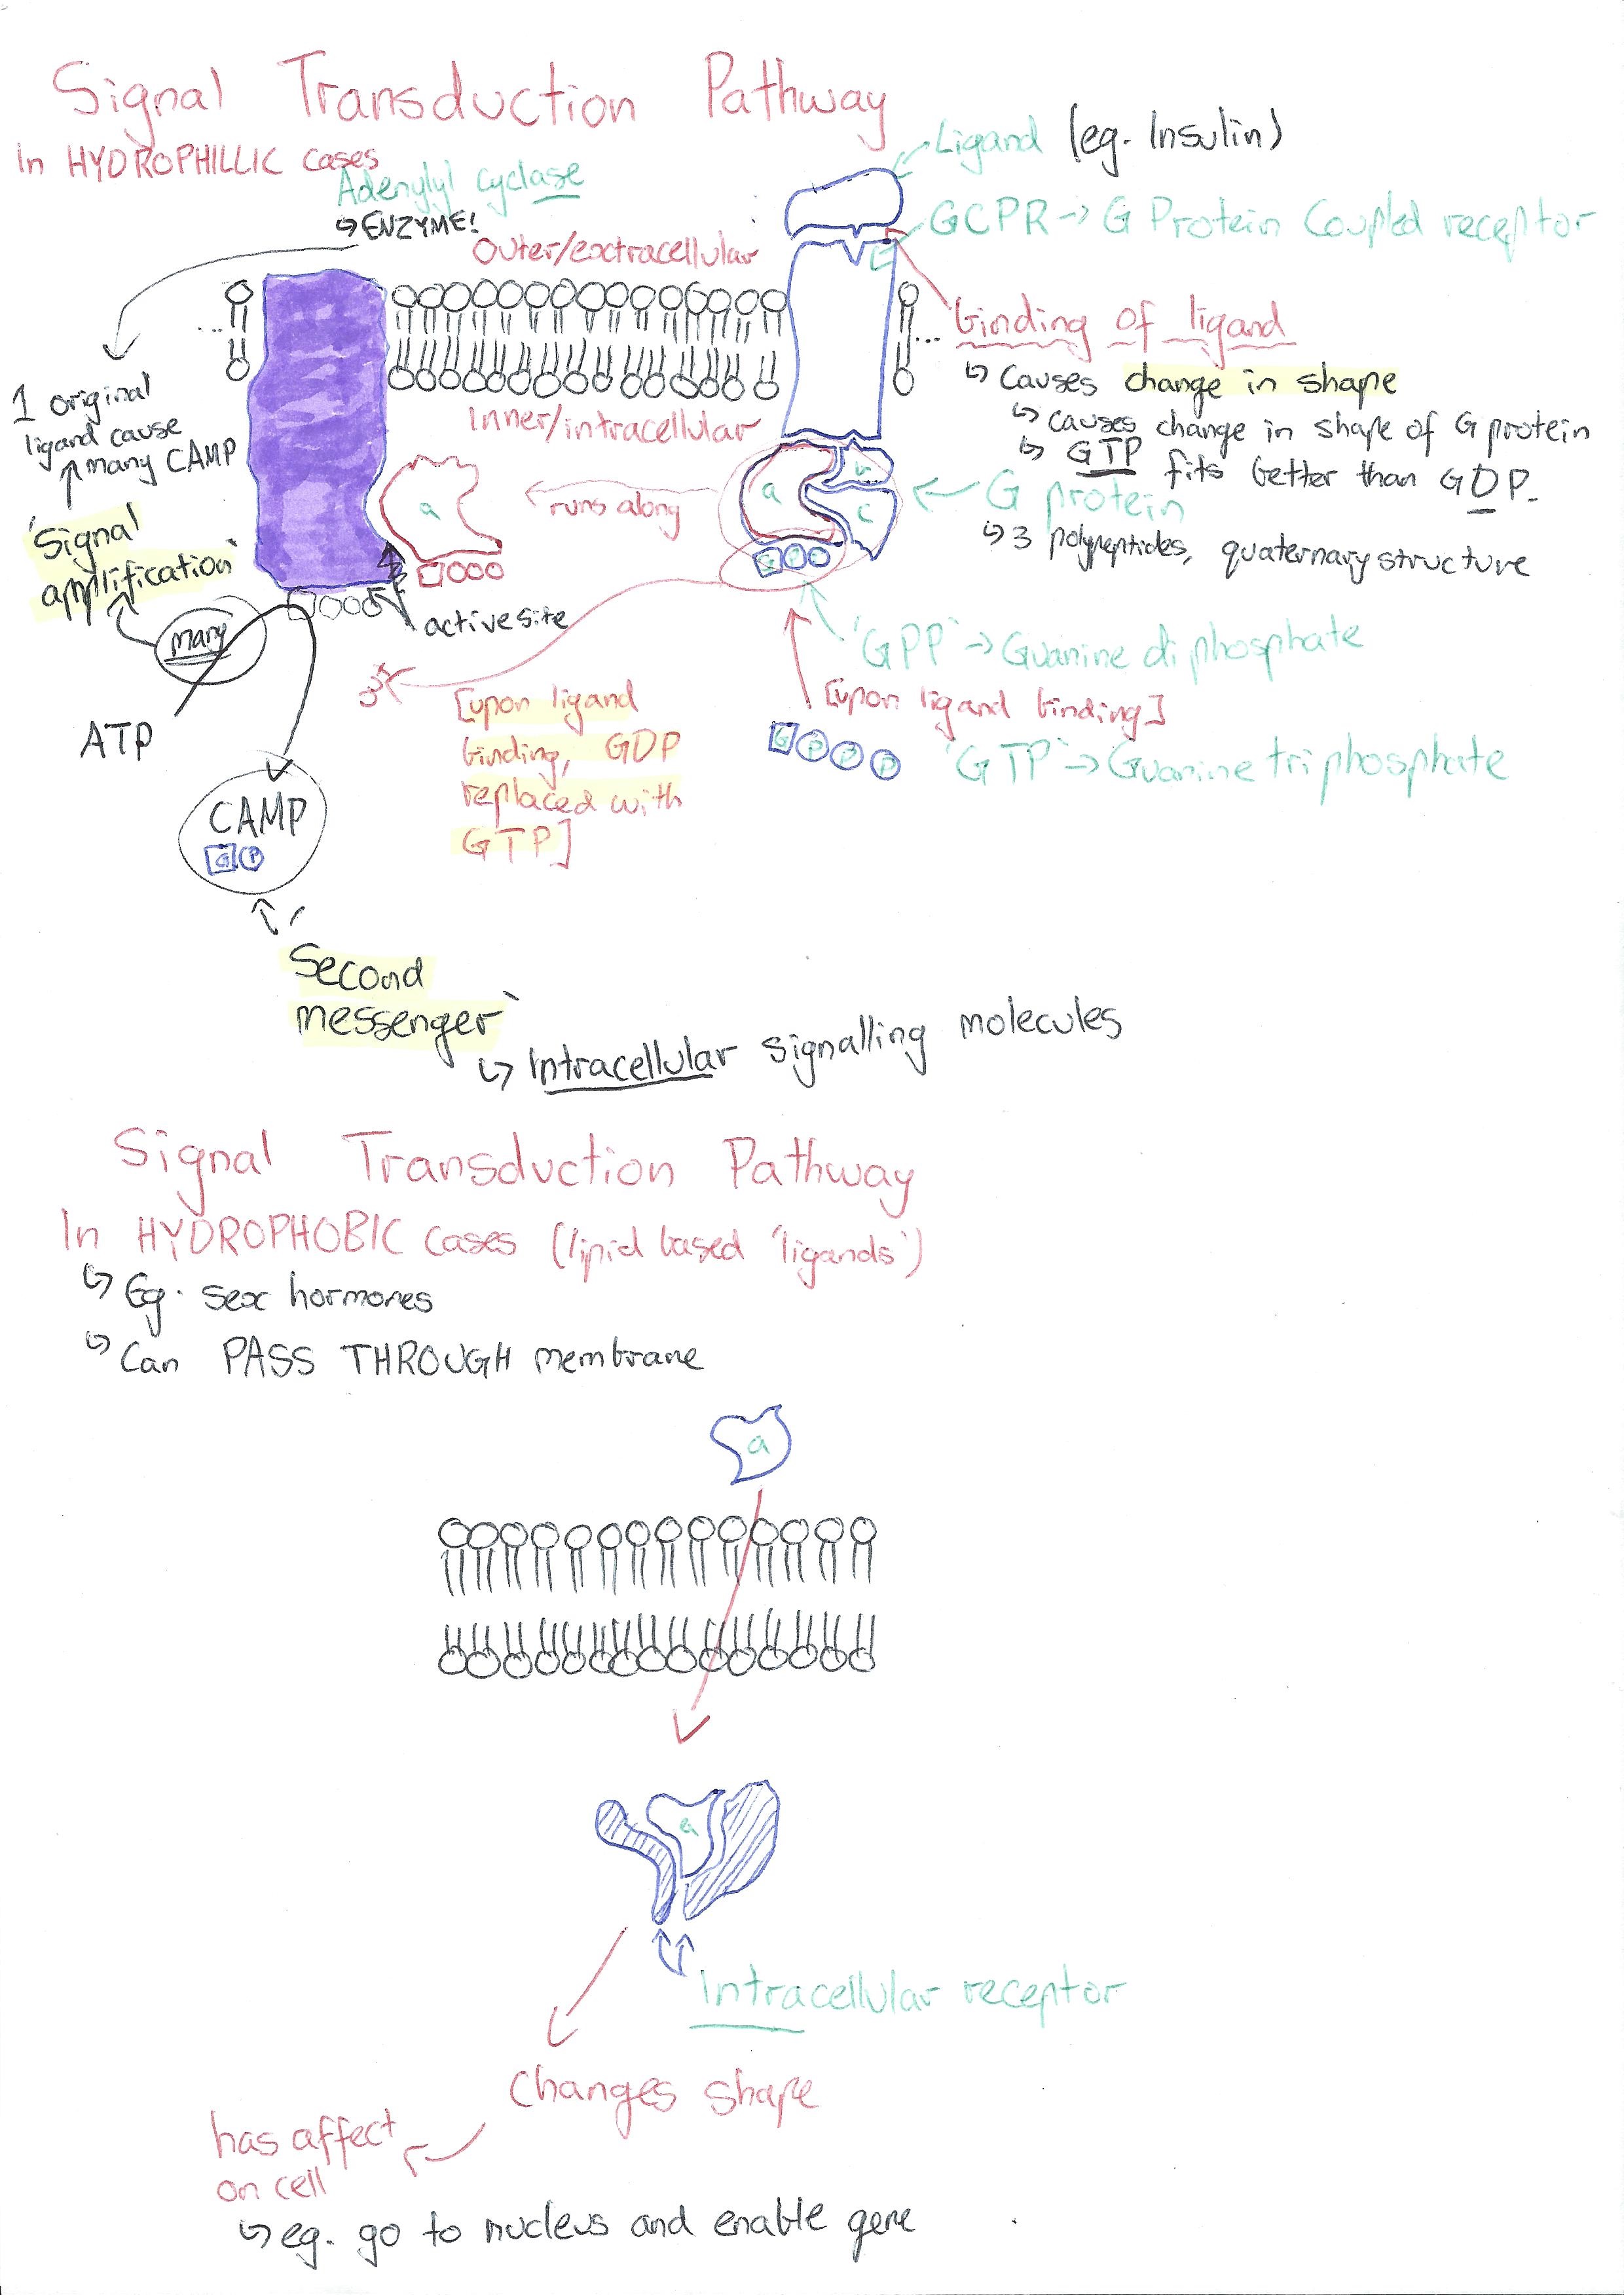 Signal Transduction Pathway
In HYDROPHILLIC cases
Adenylyl cyclase
↳ ENZYME!
Outer/extracellular
Ligand (eg. Insulin)
GCPR → G Protein Coupled receptor
binding of ligand
↳ causes change in shape
↳ causes change in shape of G protein
↳ GTP fits better than GDP.
1 original
ligand cause
many CAMP
Inner/intracellular
'Signal
amplification'
a
runs along
a
b
c
G protein
↳ 3 polypeptides, quaternary structure
active site
many
'GPP' → Guanine diphosphate
[upon ligand binding]
G P P P
'GTP' → Guanine triphosphate
[upon ligand
binding, GDP
replaced with
GTP]
ATP
CAMP
G P
'Second
messenger'
↳ Intracellular signalling molecules
Signal Transduction Pathway
In HYDROPHOBIC cases (lipid based 'ligands')
↳ Eg. sex hormones
↳ Can PASS THROUGH membrane
a
a
Intracellular receptor
Changes shape
has affect
on cell
↳ eg. go to nucleus and enable gene